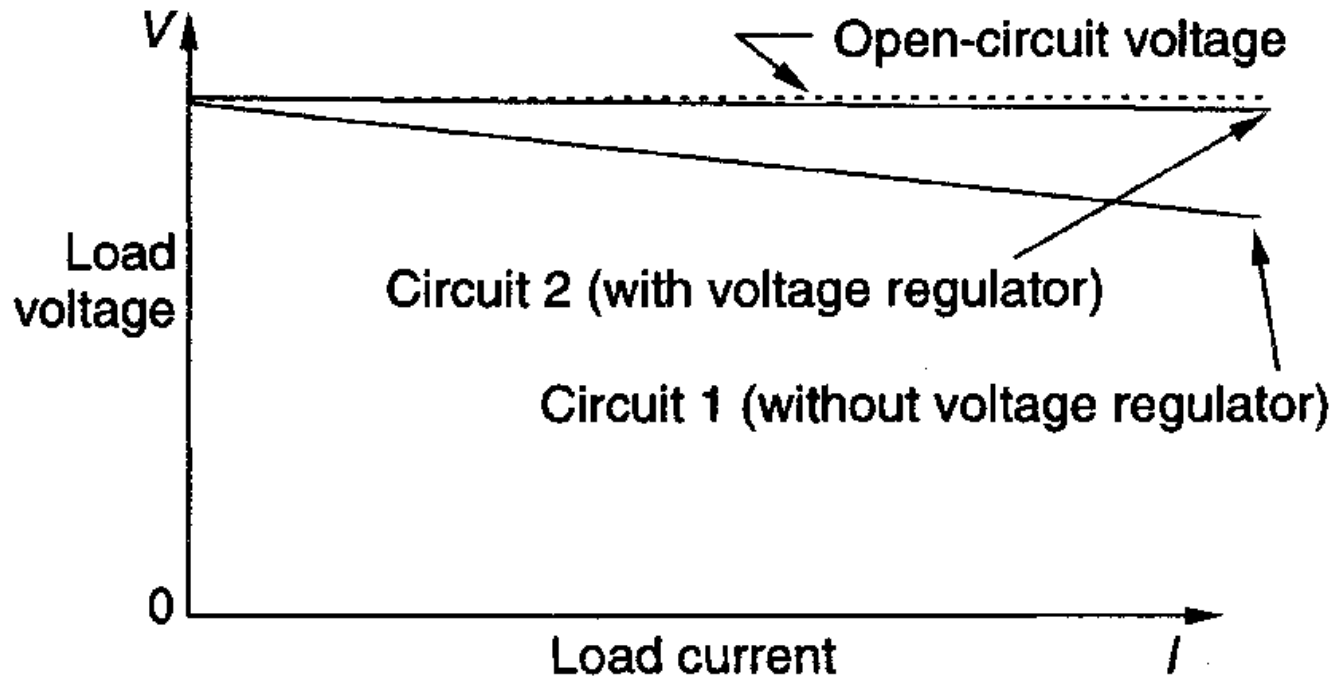 V
Open-circuit voltage
Load
voltage
Circuit 2 (with voltage regulator)
Circuit 1 (without voltage regulator)
0
Load current
I